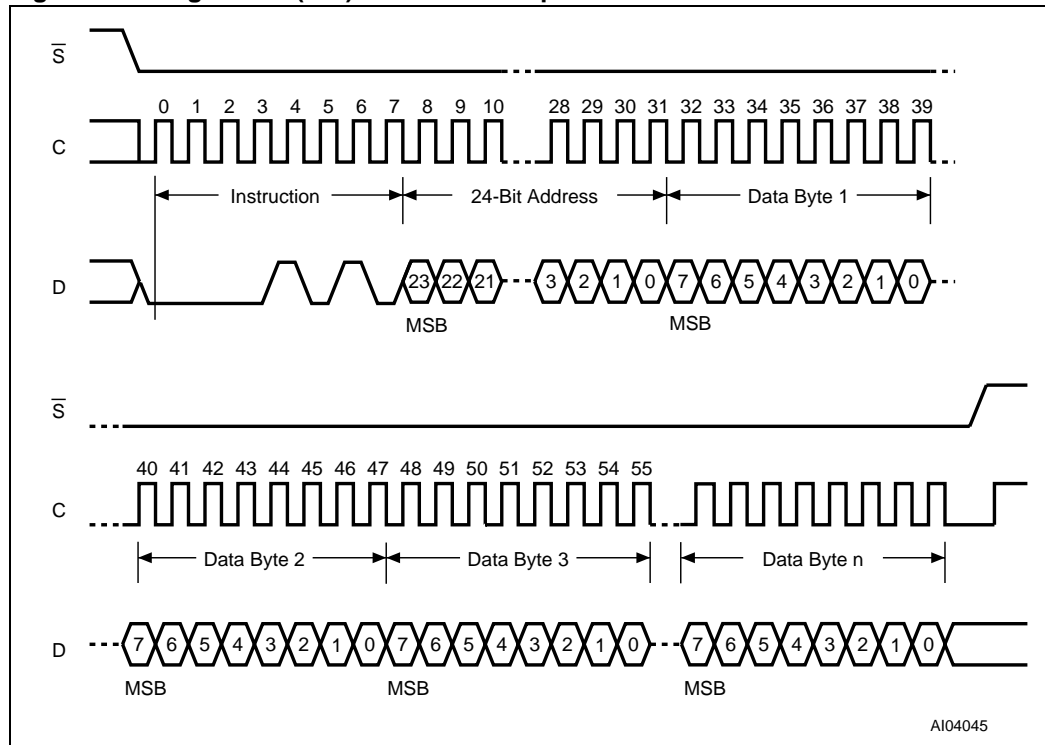 S
0 1 2 3 4 5 6 7 8 9 10 28 29 30 31 32 33 34 35 36 37 38 39
C
Instruction 24-Bit Address Data Byte 1
D 23 22 21 3 2 1 0 7 6 5 4 3 2 1 0
MSB MSB
S
40 41 42 43 44 45 46 47 48 49 50 51 52 53 54 55
C
Data Byte 2 Data Byte 3 Data Byte n
D 7 6 5 4 3 2 1 0 7 6 5 4 3 2 1 0 7 6 5 4 3 2 1 0
MSB MSB MSB
AI04045